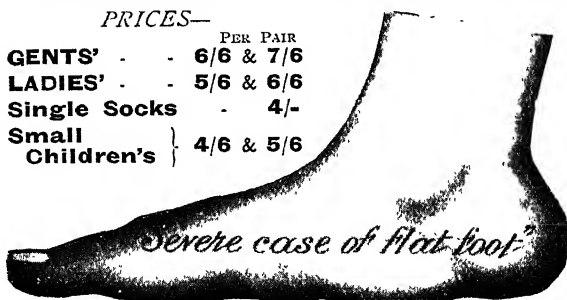 PRICES—
PER PAIR
GENTS' - - 6/6 & 7/6
LADIES' - - 5/6 & 6/6
Single Socks - 4/-
Small
Children's } 4/6 & 5/6
"Severe case of flat foot"